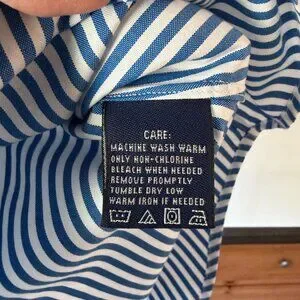 CARE:
MACHINE WASH WARM
ONLY NON-CHLORINE
BLEACH WHEN NEEDED
REMOVE PROMPTLY
TUMBLE DRY LOW
WARM IRON IF NEEDED